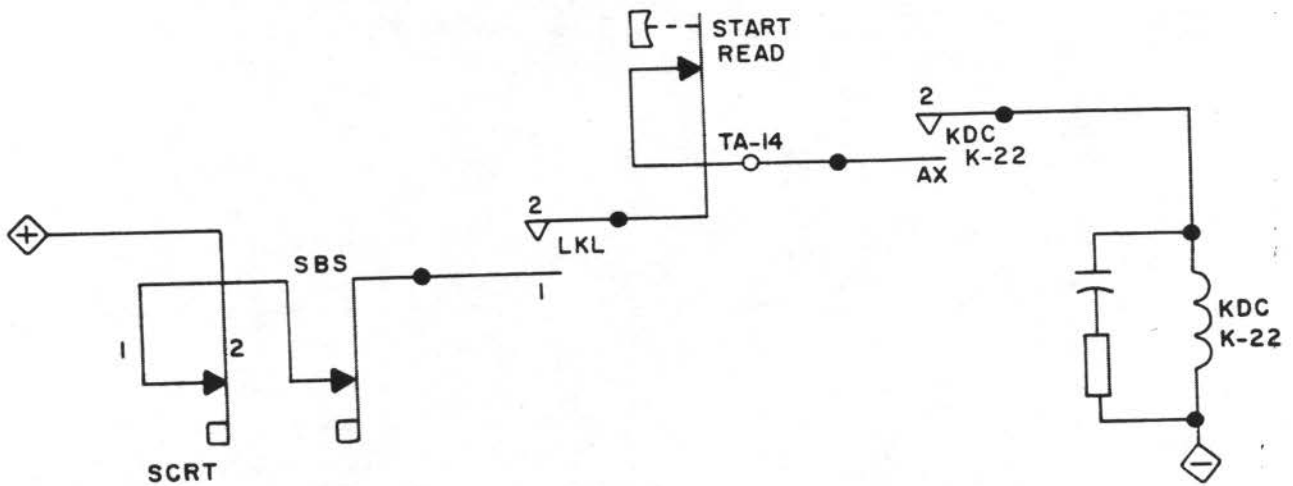 START
READ
2
KDC
K-22
TA-14
AX
2
LKL
+
SBS
1
1
2
KDC
K-22
SCRT
−